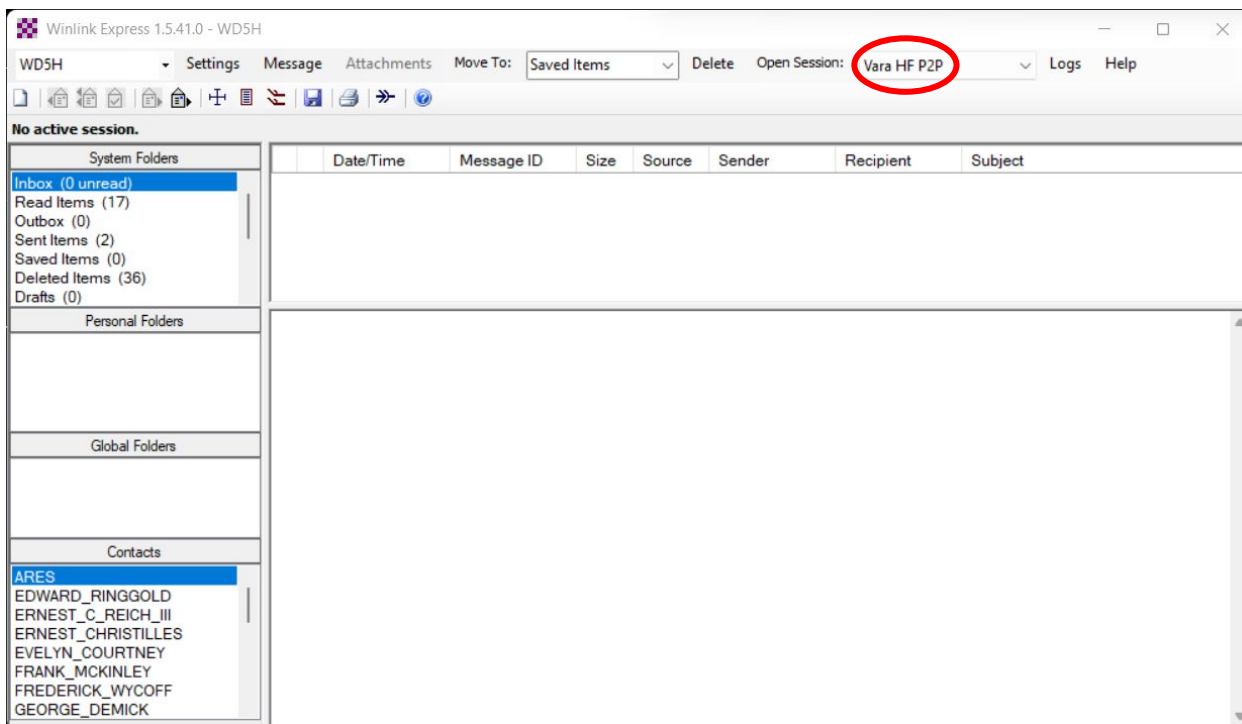 Winlink Express 1.5.41.0 - WD5H
WD5H Settings Message Attachments Move To: Saved Items Delete Open Session: Vara HF P2P Logs Help
No active session.
System Folders
Inbox (0 unread)
Read Items (17)
Outbox (0)
Sent Items (2)
Saved Items (0)
Deleted Items (36)
Drafts (0)
Date/Time Message ID Size Source Sender Recipient Subject
Personal Folders
Global Folders
Contacts
ARES
EDWARD_RINGGOLD
ERNEST_C_REICH_III
ERNEST_CHRISTILLES
EVELYN_COURTNEY
FRANK_MCKINLEY
FREDERICK_WYCOFF
GEORGE_DEMICK